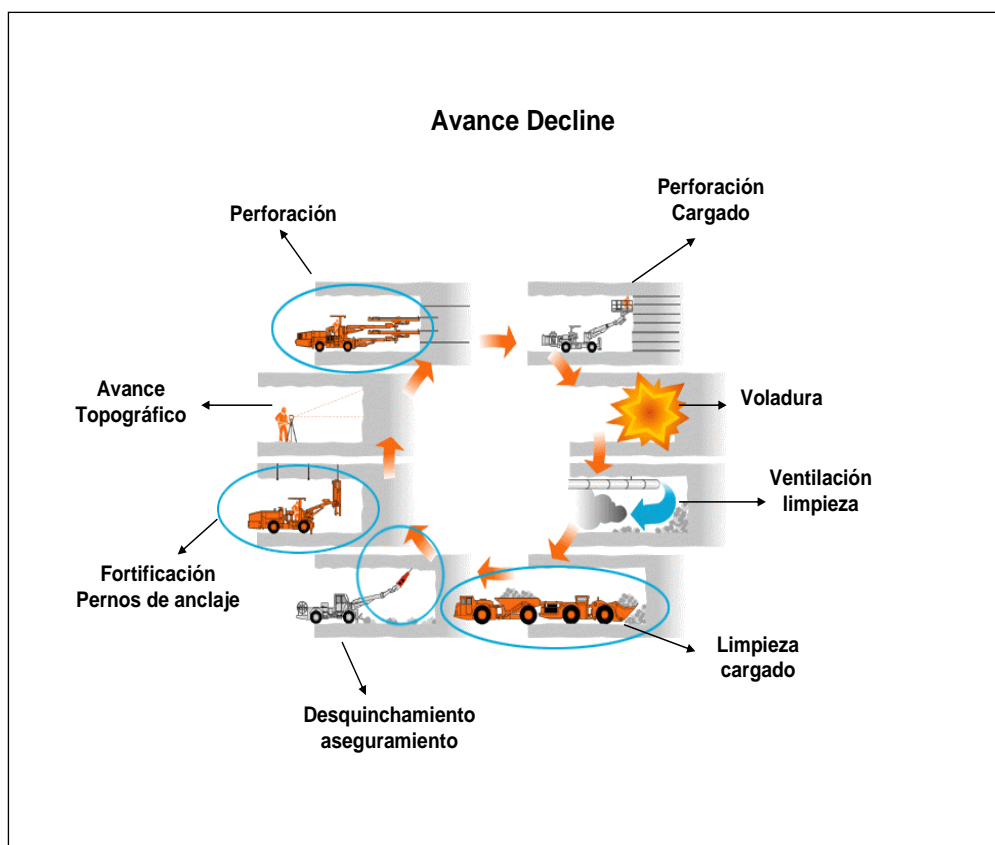 Avance Decline
Perforación
Cargado
Perforación
Avance
Topográfico
Voladura
Ventilación
limpieza
Fortificación
Pernos de anclaje
Limpieza
cargado
Desquinchamiento
aseguramiento